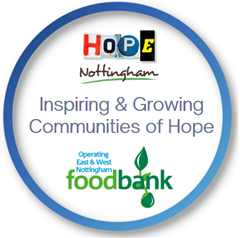 HOPE
Nottingham
Inspiring & Growing
Communities of Hope
Operating
East & West
Nottingham
foodbank